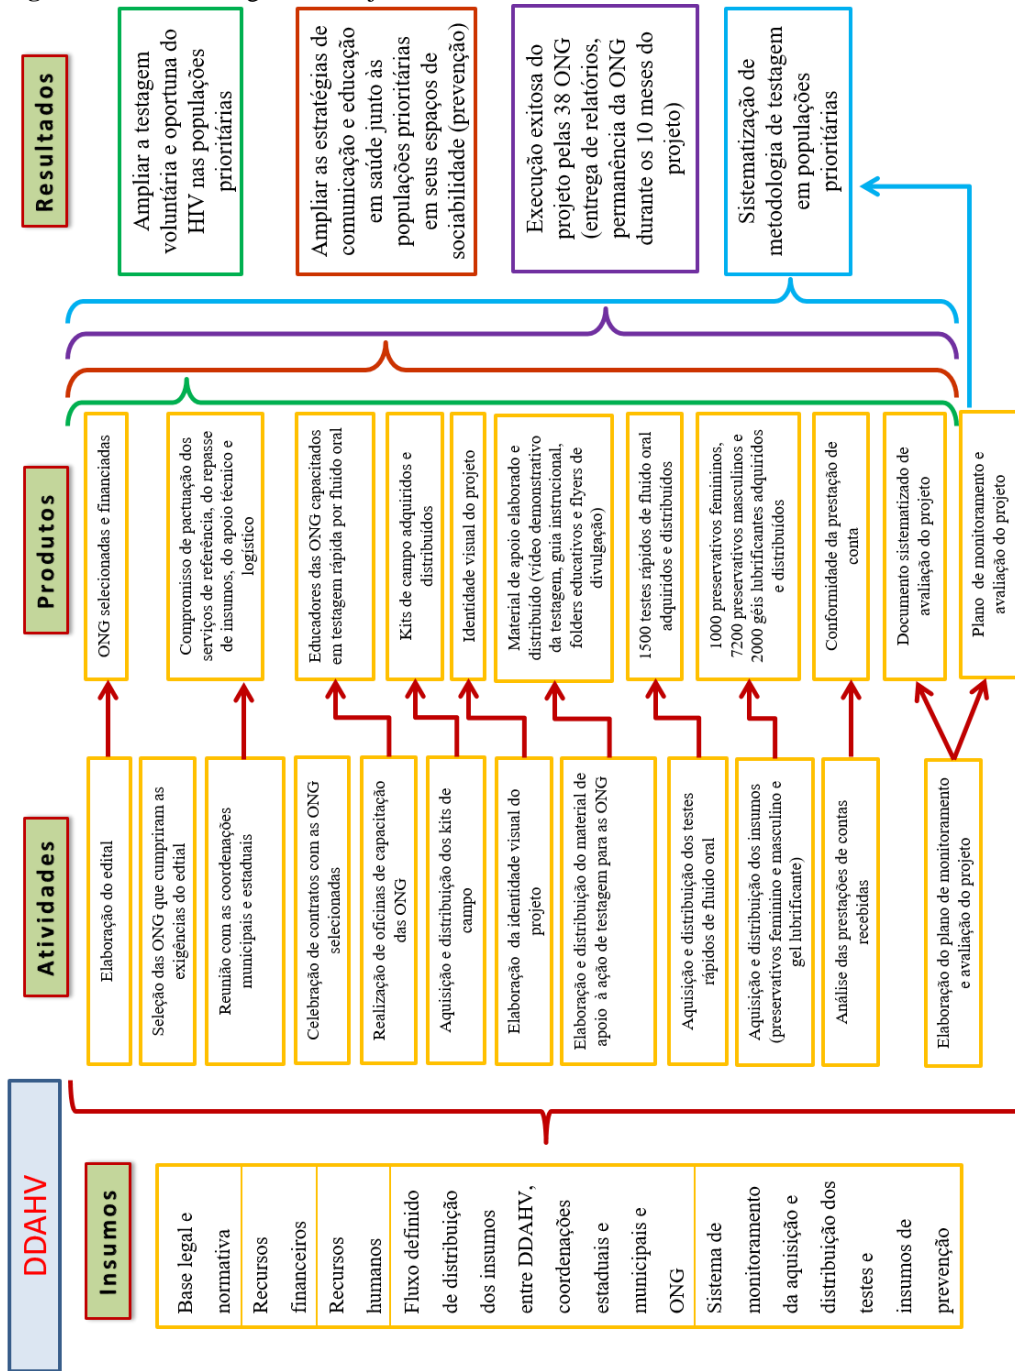 DDAHV
Insumos
Base legal e
normativa
Recursos
financeiros
Recursos
humanos
Fluxo definido
de distribuição
dos insumos
entre DDAHV,
coordenações
estaduais e
municipais e
ONG
Sistema de
monitoramento
da aquisição e
distribuição dos
testes e
insumos de
prevenção
Atividades
Elaboração do edital
Seleção das ONG que cumpriram as
exigências do edtial
Reunião com as coordenações
municipais e estaduais
Celebração de contratos com as ONG
selecionadas
Realização de oficinas de capacitação
das ONG
Aquisição e distribuição dos kits de
campo
Elaboração da identidade visual do
projeto
Elaboração e distribuição do material de
apoio à ação de testagem para as ONG
Aquisição e distribuição dos testes
rápidos de fluido oral
Aquisição e distribuição dos insumos
(preservativos feminino e masculino e
gel lubrificante)
Análise das prestações de contas
recebidas
Elaboração do plano de monitoramento
e avaliação do projeto
Produtos
ONG selecionadas e financiadas
Compromisso de pactuação dos
serviços de referência, do repasse
de insumos, do apoio técnico e
logístico
Educadores das ONG capacitados
em testagem rápida por fluido oral
Kits de campo adquiridos e
distribuídos
Identidade visual do projeto
Material de apoio elaborado e
distribuído (vídeo demonstrativo
da testagem, guia instrucional,
folders educativos e flyers de
divulgação)
1500 testes rápidos de fluido oral
adquiridos e distribuídos
1000 preservativos femininos,
7200 preservativos masculinos e
2000 géis lubrificantes adquiridos
e distribuídos
Conformidade da prestação de
conta
Documento sistematizado de
avaliação do projeto
Plano de monitoramento e
avaliação do projeto
Resultados
Ampliar a testagem
voluntária e oportuna do
HIV nas populações
prioritárias
Ampliar as estratégias de
comunicação e educação
em saúde junto às
populações prioritárias
em seus espaços de
sociabilidade (prevenção)
Execução exitosa do
projeto pelas 38 ONG
(entrega de relatórios,
permanência da ONG
durante os 10 meses do
projeto)
Sistematização de
metodologia de testagem
em populações
prioritárias